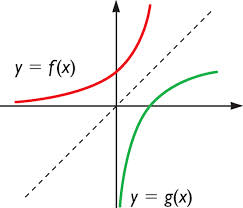 y = f(x)
y = g(x)